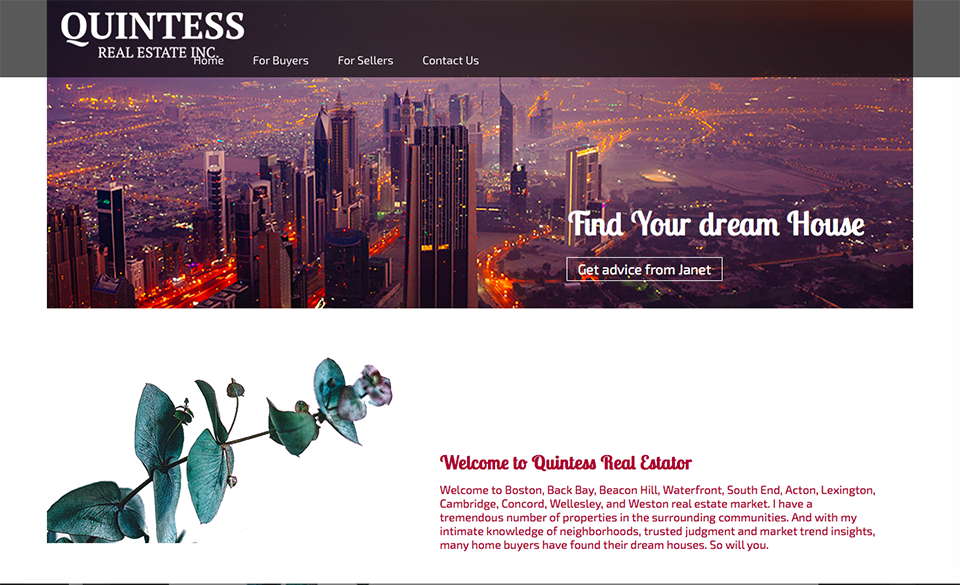 QUINTESS
REAL ESTATE INC.
Home For Buyers For Sellers Contact Us
Find Your dream House
Get advice from Janet
Welcome to Quintess Real Estator
Welcome to Boston, Back Bay, Beacon Hill, Waterfront, South End, Acton, Lexington,
Cambridge, Concord, Wellesley, and Weston real estate market. I have a
tremendous number of properties in the surrounding communities. And with my
intimate knowledge of neighborhoods, trusted judgment and market trend insights,
many home buyers have found their dream houses. So will you.